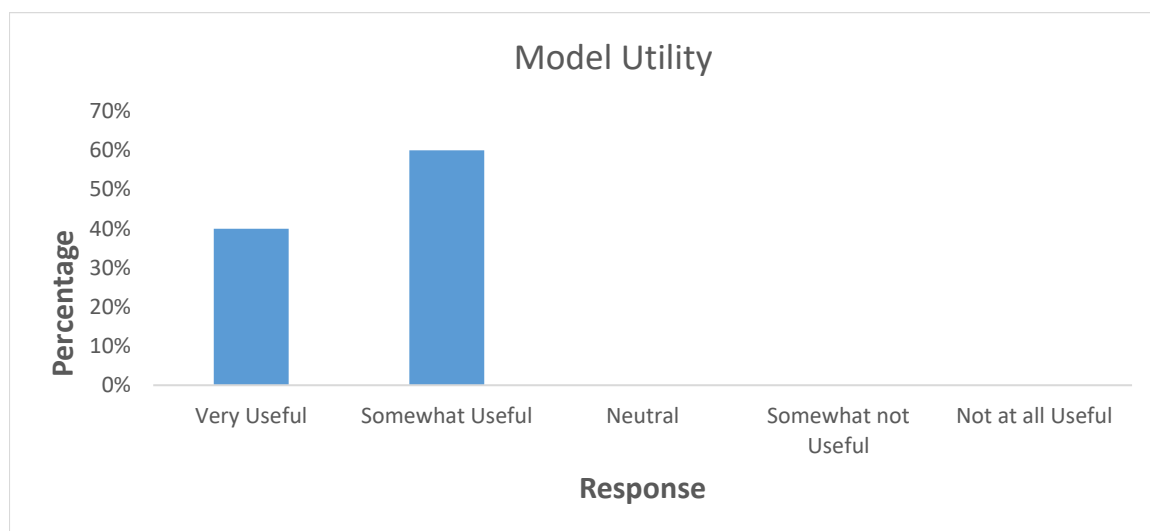 Model Utility
70%
60%
50%
40%
30%
20%
10%
0%
Percentage
Very Useful
Somewhat Useful
Neutral
Somewhat not
Useful
Not at all Useful
Response